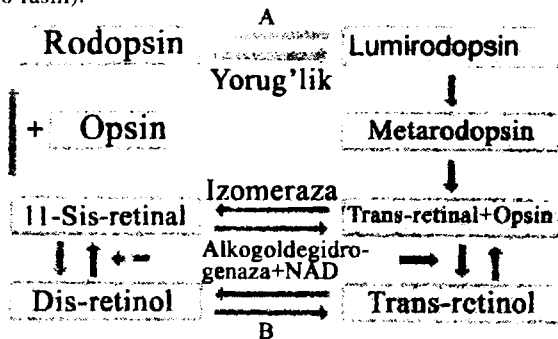 o rasm).
A
Rodopsin
Lumirodopsin
Yorug'lik
+ Opsin
Metarodopsin
Izomeraza
11-Sis-retinal
Trans-retinal+Opsin
Alkogoldegidro-
genaza+NAD
Dis-retinol
Trans-retinol
B